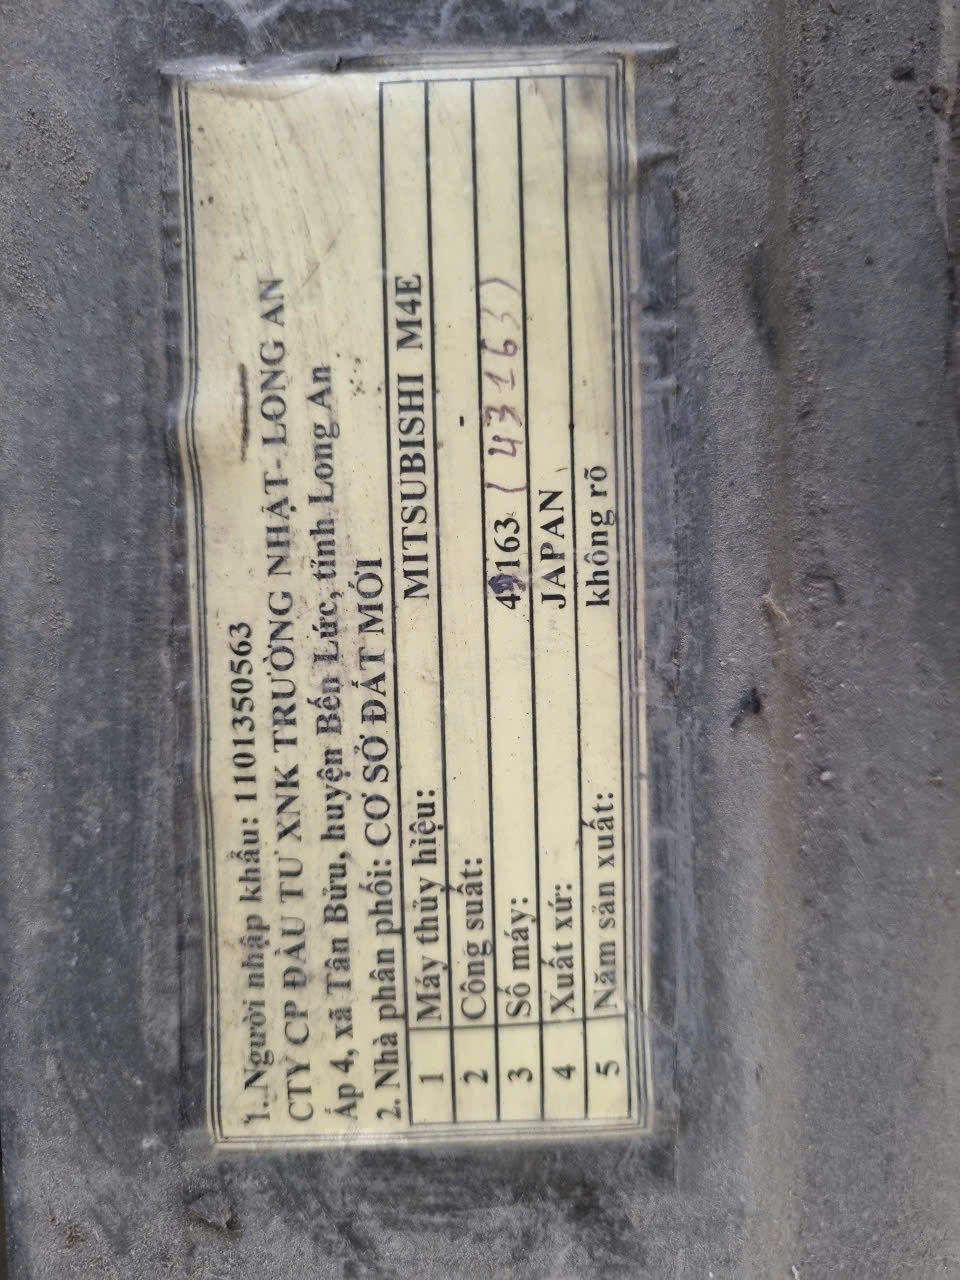 1. Người nhập khẩu: 1101350563
CTY CP ĐẦU TƯ XNK TRƯỜNG NHẬT- LONG AN
Ấp 4, xã Tân Bửu, huyện Bến Lức, tỉnh Long An
2. Nhà phân phối: CƠ SỞ ĐẤT MỚI
1 Máy thủy hiệu: MITSUBISHI M4E
2 Công suất: -
3 Số máy:
4 Xuất xứ: JAPAN
5 Năm sản xuất: không rõ